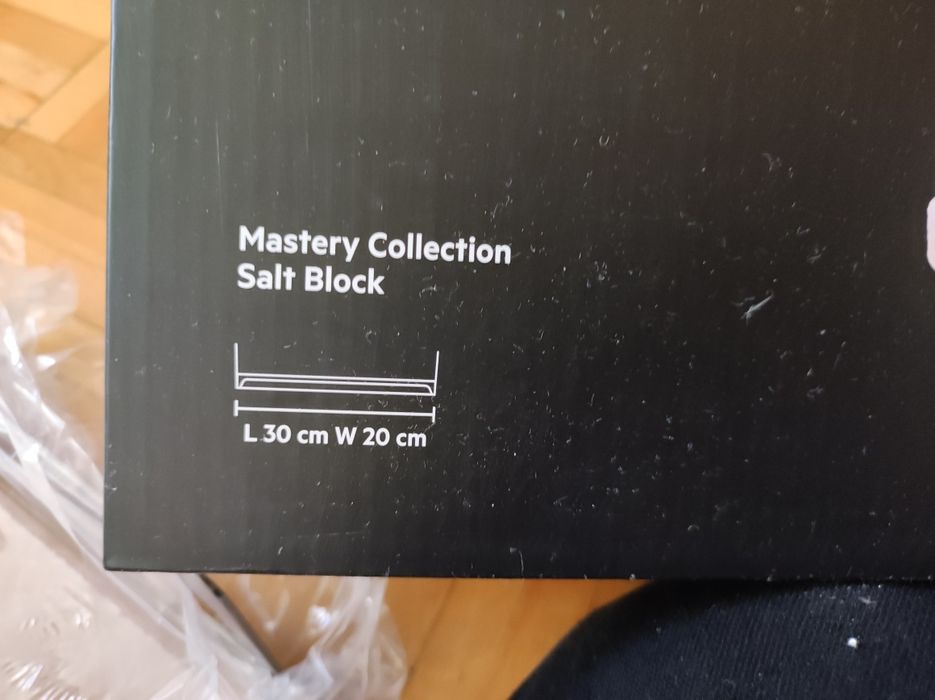 Mastery Collection
Salt Block
L 30 cm W 20 cm